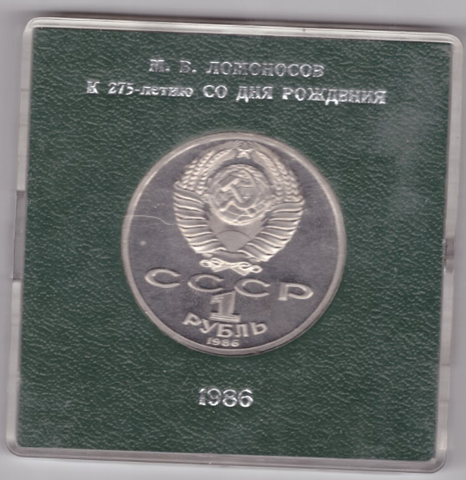 М. В. ЛОМОНОСОВ
К 275-летию СО ДНЯ РОЖДЕНИЯ
СССР
1
РУБЛЬ
1986
1986